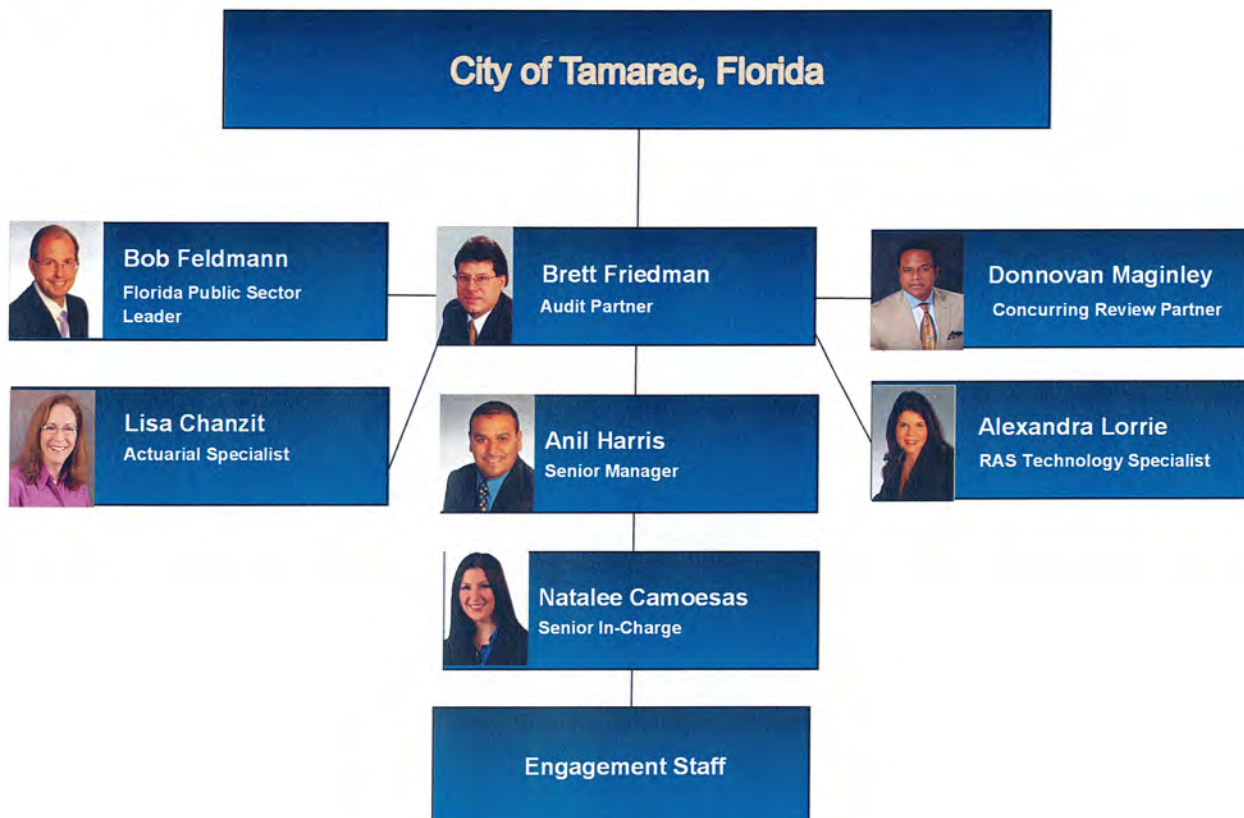 City of Tamarac, Florida
Bob Feldmann
Florida Public Sector
Leader
Brett Friedman
Audit Partner
Donnovan Maginley
Concurring Review Partner
Lisa Chanzit
Actuarial Specialist
Anil Harris
Senior Manager
Alexandra Lorrie
RAS Technology Specialist
Natalee Camoesas
Senior In-Charge
Engagement Staff